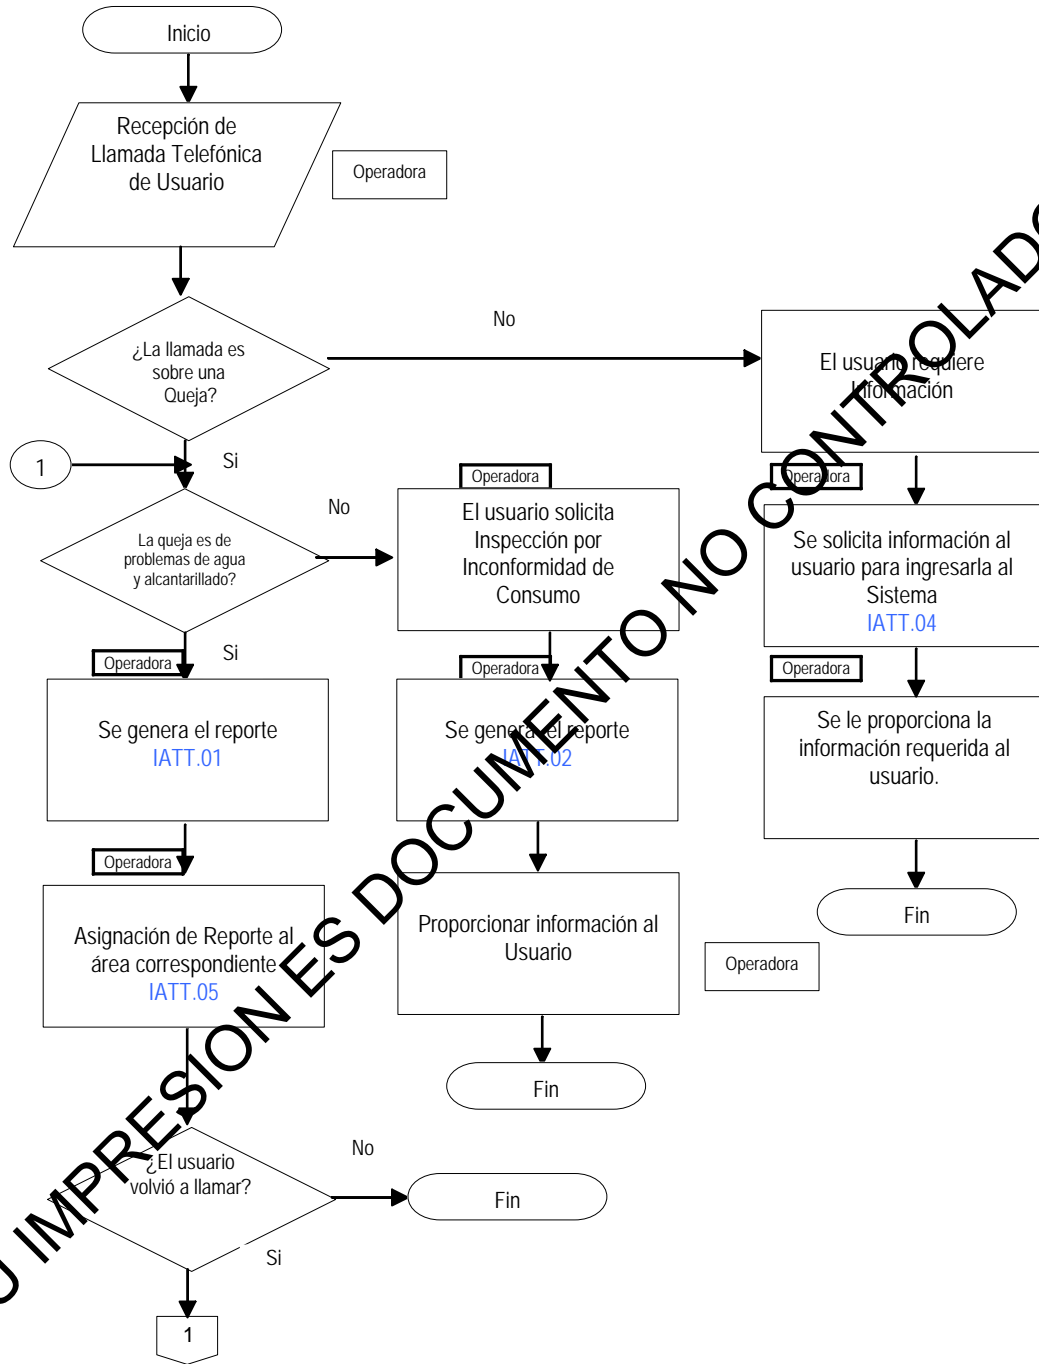 Inicio
Recepción de
Llamada Telefónica
de Usuario
Operadora
¿La llamada es
sobre una
Queja?
No
El usuario requiere
Información
Si
1
La queja es de
problemas de agua
y alcantarillado?
No
Operadora
El usuario solicita
Inspección por
Inconformidad de
Consumo
Operadora
Se solicita información al
usuario para ingresarla al
Sistema
IATT.04
Si
Operadora
Se genera el reporte
IATT.01
Operadora
Se genera el reporte
IATT.02
Operadora
Se le proporciona la
información requerida al
usuario.
Fin
Operadora
Asignación de Reporte al
área correspondiente
IATT.05
Proporcionar información al
Usuario
Operadora
Fin
¿El usuario
volvió a llamar?
No
Fin
Si
1
U IMPRESION ES DOCUMENTO NO CONTROLADO